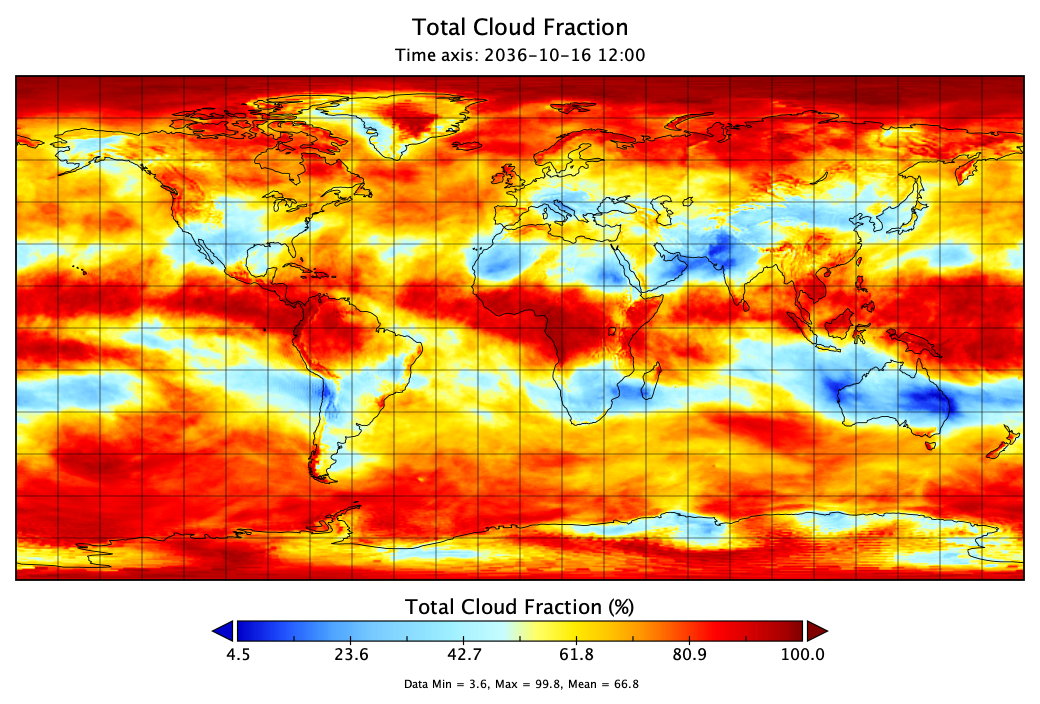 Total Cloud Fraction
Time axis: 2036-10-16 12:00
Total Cloud Fraction (%)
4.5 23.6 42.7 61.8 80.9 100.0
Data Min = 3.6, Max = 99.8, Mean = 66.8